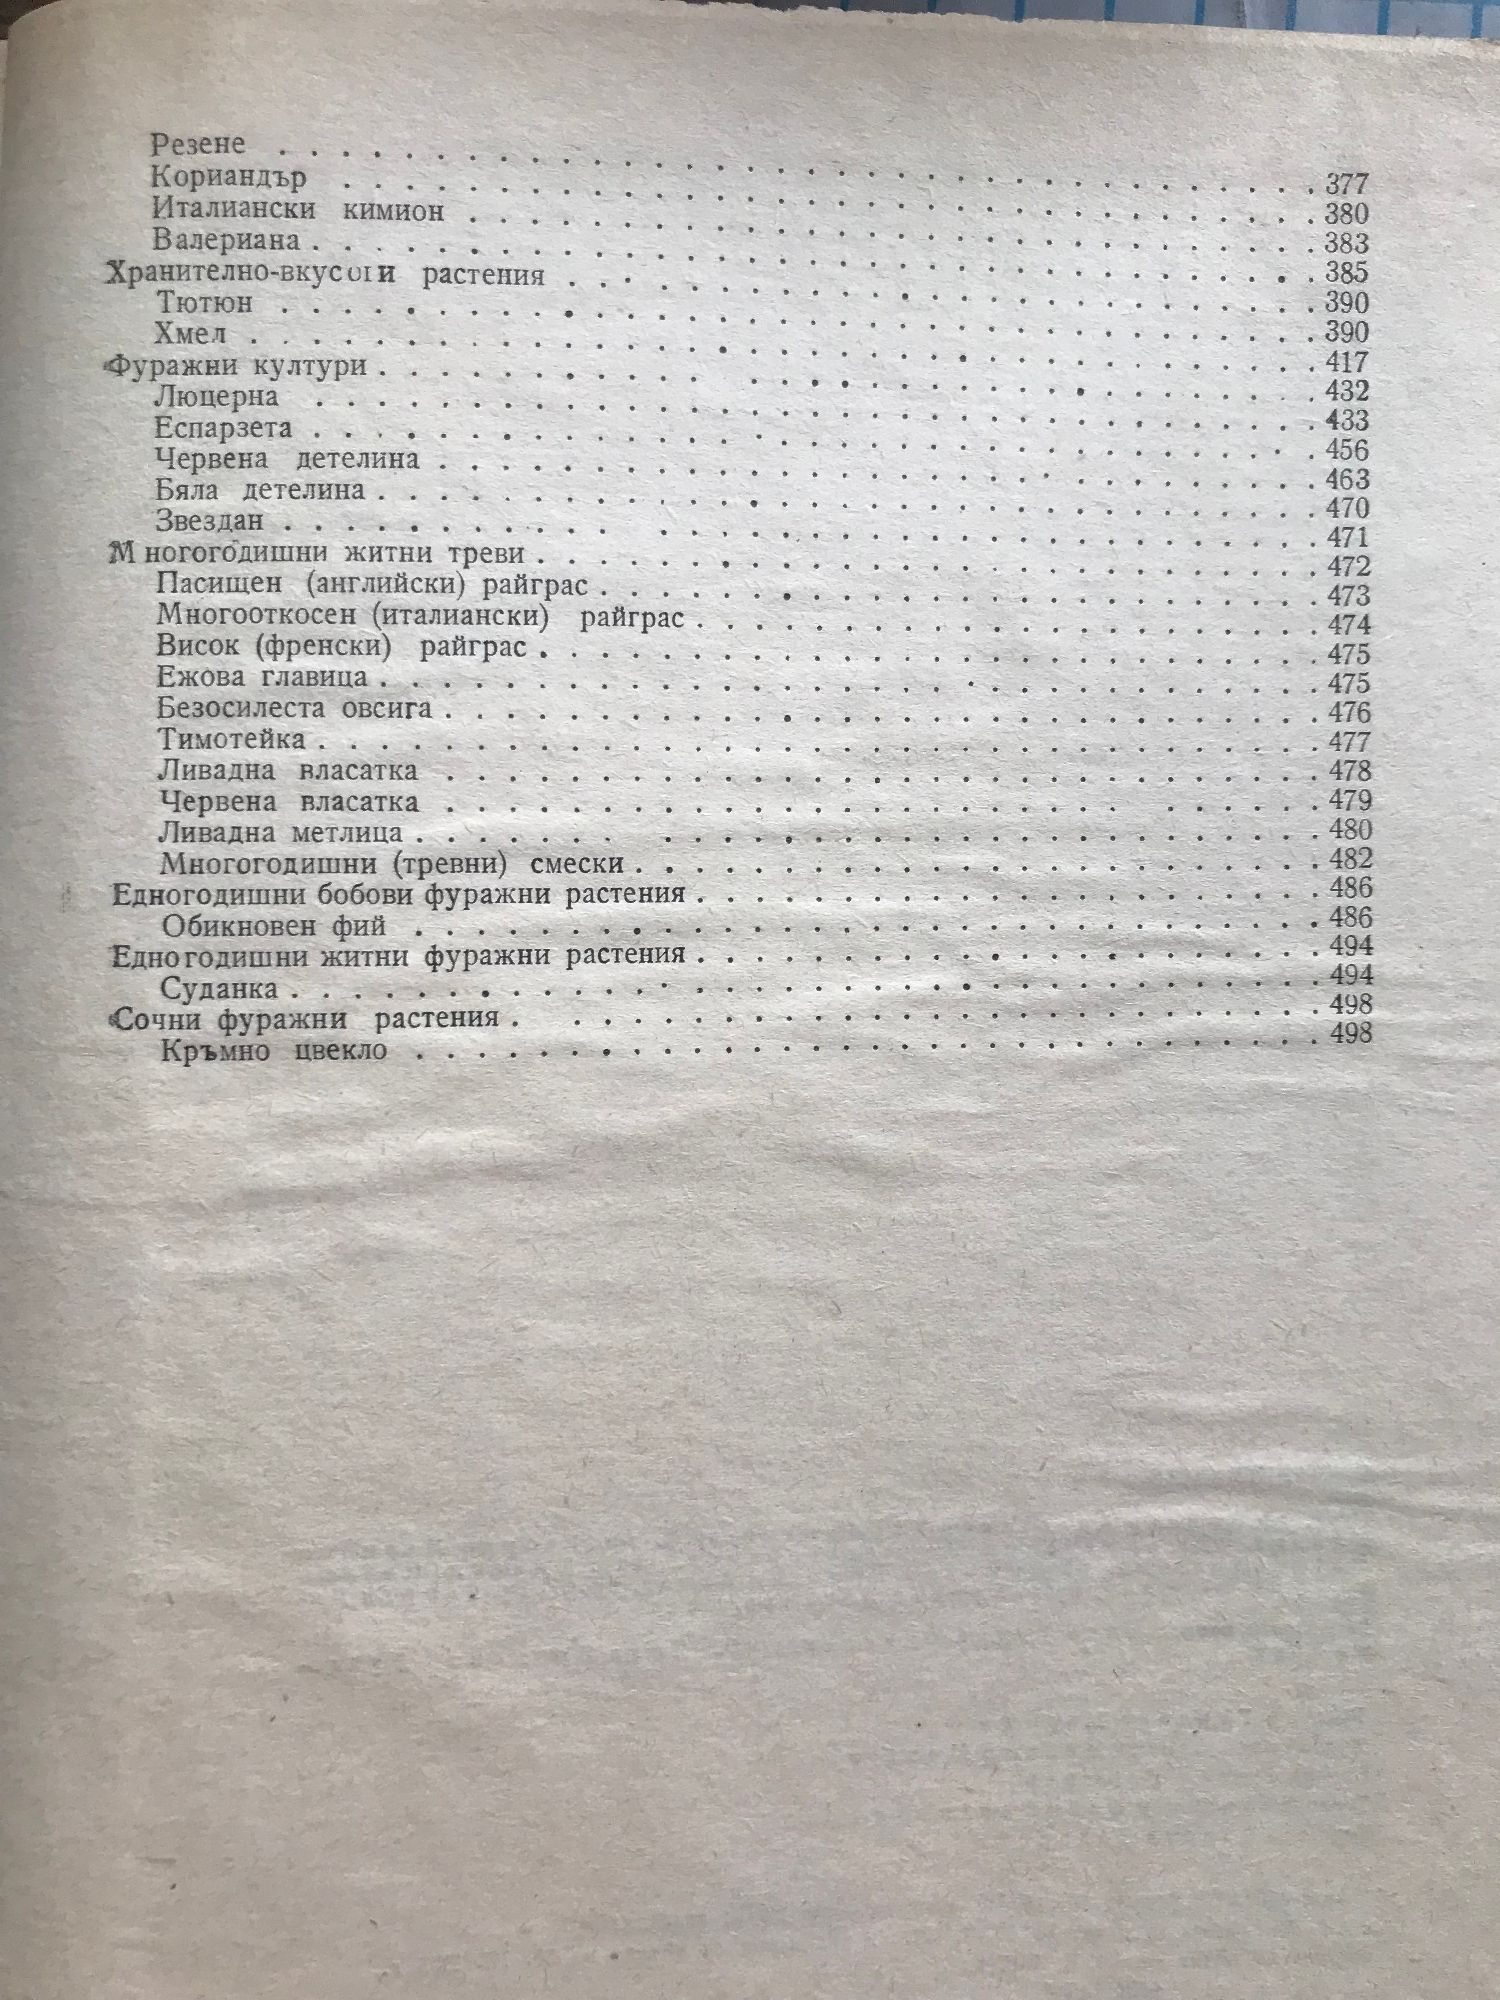 Резене . . . . . . . . . . 377
Кориандър . . . . . . . . . . 380
Италиански кимион . . . . . . . . . . 383
Валериана . . . . . . . . . . 385
Хранително-вкусови растения . . . . . . . . . . 390
Тютюн . . . . . . . . . . 390
Хмел . . . . . . . . . . 417
Фуражни култури . . . . . . . . . . 432
Люцерна . . . . . . . . . . 433
Еспарзета . . . . . . . . . . 456
Червена детелина . . . . . . . . . . 463
Бяла детелина . . . . . . . . . . 470
Звездан . . . . . . . . . . 471
Многогодишни житни треви . . . . . . . . . . 472
Пасищен (английски) райграс . . . . . . . . . . 473
Многооткосен (италиански) райграс . . . . . . . . . . 474
Висок (френски) райграс . . . . . . . . . . 475
Ежова главица . . . . . . . . . . 475
Безосилеста овсига . . . . . . . . . . 476
Тимотейка . . . . . . . . . . 477
Ливадна власатка . . . . . . . . . . 478
Червена власатка . . . . . . . . . . 479
Ливадна метлица . . . . . . . . . . 480
Многогодишни (тревни) смески . . . . . . . . . . 482
Едногодишни бобови фуражни растения . . . . . . . . . . 486
Обикновен фий . . . . . . . . . . 486
Едногодишни житни фуражни растения . . . . . . . . . . 494
Суданка . . . . . . . . . . 494
Сочни фуражни растения . . . . . . . . . . 498
Кръмно цвекло . . . . . . . . . . 498